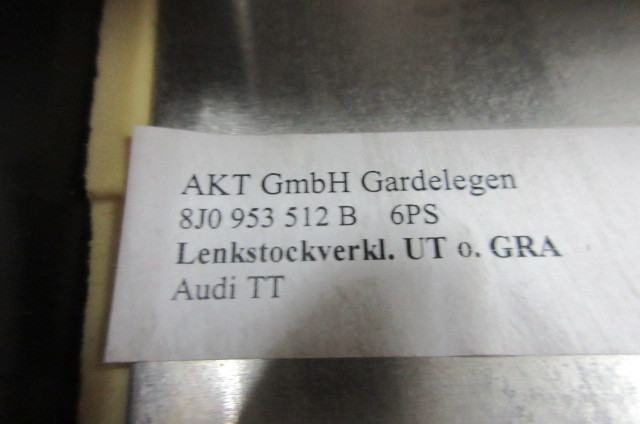 AKT GmbH Gardelegen
8J0 953 512 B 6PS
Lenkstockverkl. UT o. GRA
Audi TT